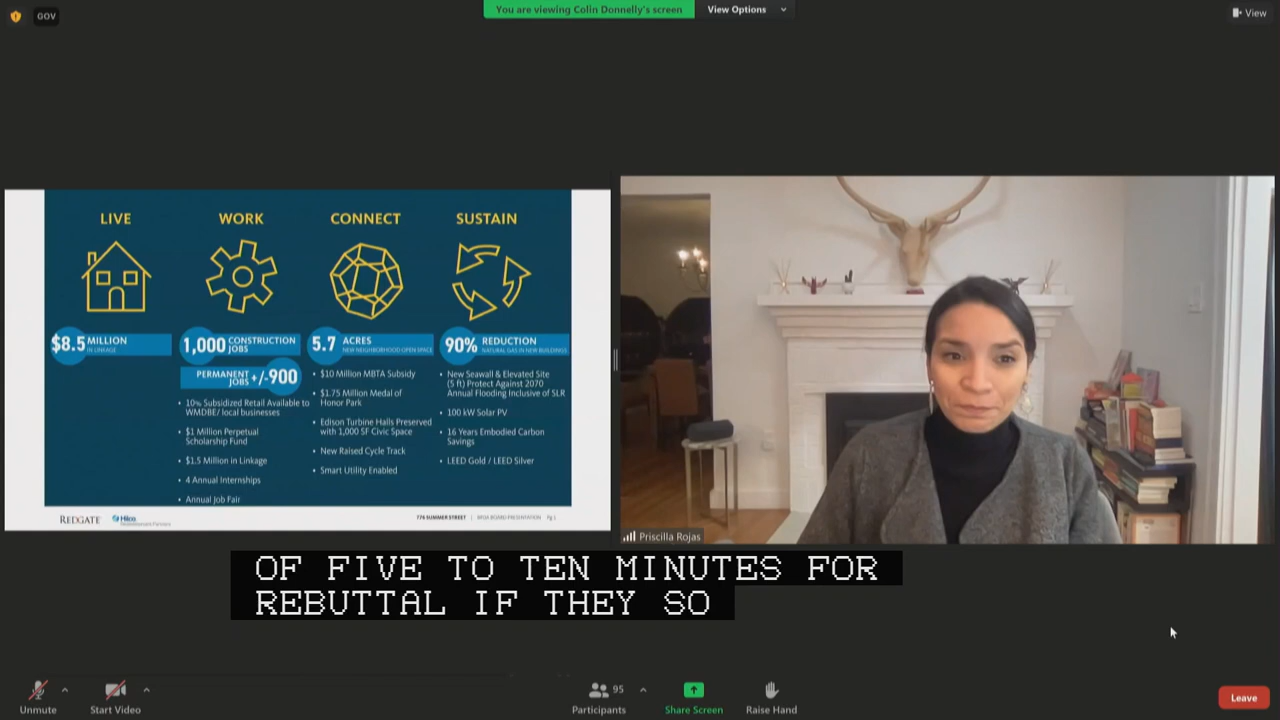 GOV
You are viewing Colin Donnelly's screen
View Options
View
LIVE
WORK
CONNECT
SUSTAIN
$8.5 MILLION
IN LINKAGE
1,000 CONSTRUCTION JOBS
PERMANENT JOBS +/-900
• 10% Subsidized Retail Available to
WMDBE/ local businesses
• $1 Million Perpetual
Scholarship Fund
• $1.5 Million in Linkage
• 4 Annual Internships
• Annual Job Fair
5.7 ACRES
NEW NEIGHBORHOOD OPEN SPACE
• $10 Million MBTA Subsidy
• $1.75 Million Medal of
Honor Park
• Edison Turbine Halls Preserved
with 1,000 SF Civic Space
• New Raised Cycle Track
• Smart Utility Enabled
90% REDUCTION
NATURAL GAS IN NEW BUILDINGS
• New Seawall & Elevated Site
(5 ft) Protect Against 2070
Annual Flooding Inclusive of SLR
• 100 kW Solar PV
• 16 Years Embodied Carbon
Savings
• LEED Gold / LEED Silver
REDGATE
Hilco
776 SUMMER STREET | BPDA BOARD PRESENTATION Pg 1
Priscilla Rojas
OF FIVE TO TEN MINUTES FOR
REBUTTAL IF THEY SO
Unmute
Start Video
95
Participants
Share Screen
Raise Hand
Leave